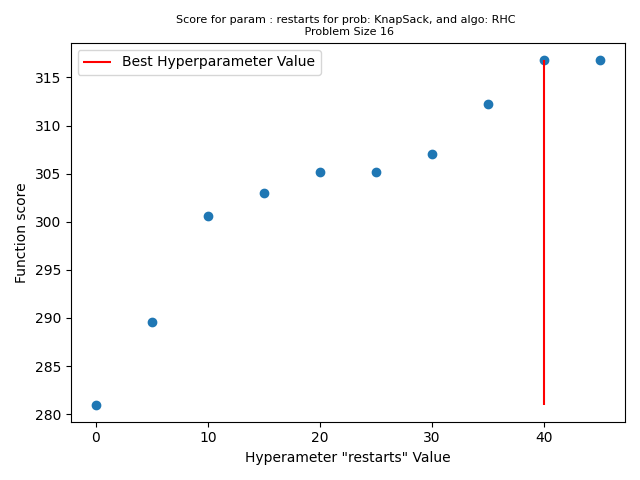 Score for param : restarts for prob: KnapSack, and algo: RHC
Problem Size 16
Best Hyperparameter Value
Function score
315
310
305
300
295
290
285
280
0
10
20
30
40
Hyperameter "restarts" Value